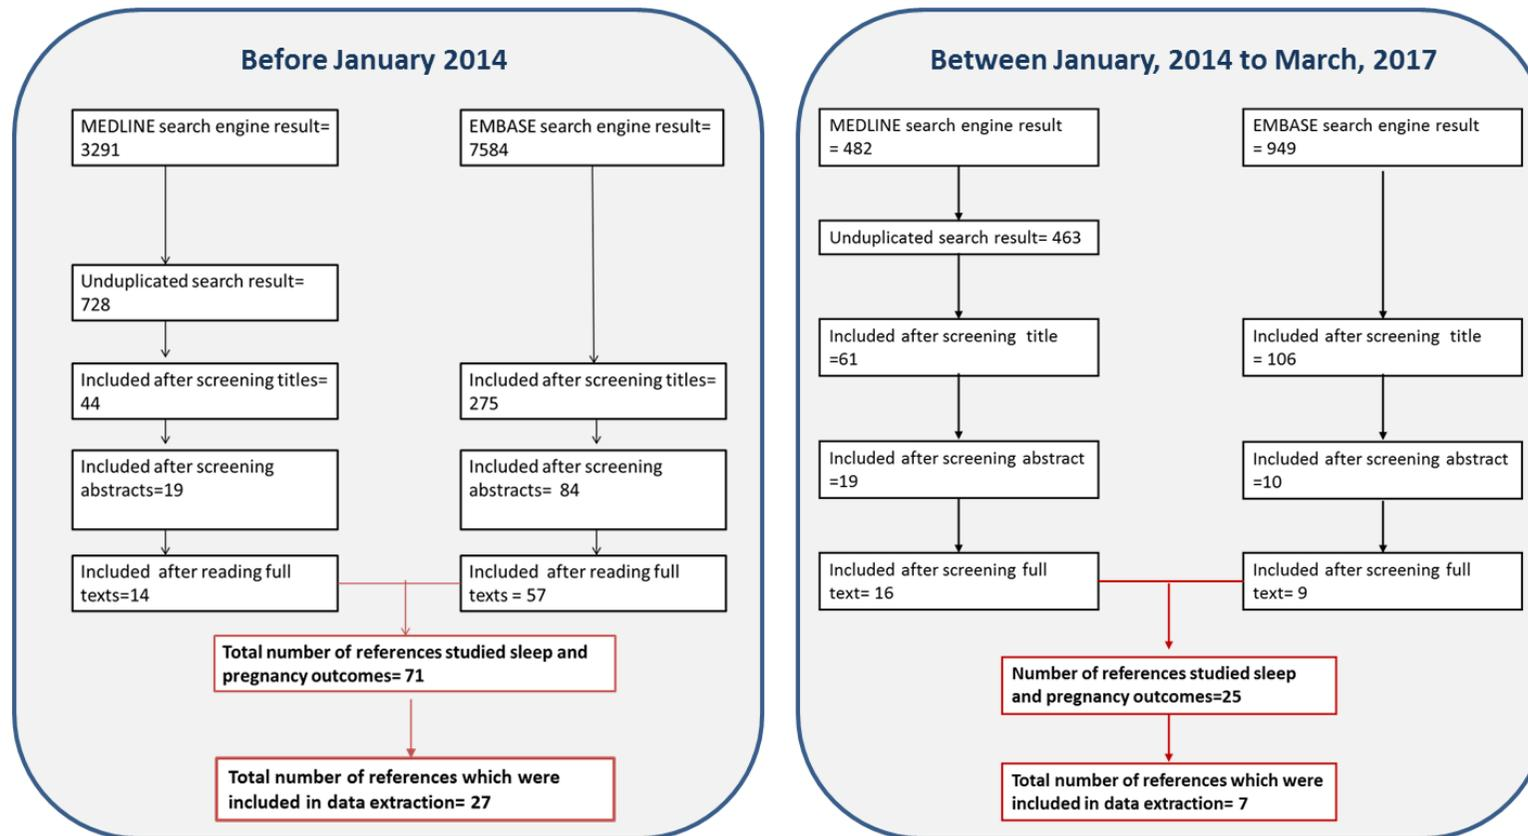 Before January 2014
MEDLINE search engine result=
3291
EMBASE search engine result=
7584
Unduplicated search result=
728
Included after screening titles=
44
Included after screening titles=
275
Included after screening
abstracts=19
Included after screening
abstracts=  84
Included  after reading full
texts=14
Included  after reading full
texts = 57
Total number of references studied sleep and
pregnancy outcomes= 71
Total number of references which were
included in data extraction= 27
Between January, 2014 to March, 2017
MEDLINE search engine result
= 482
EMBASE search engine result
= 949
Unduplicated search result= 463
Included after screening  title
=61
Included after screening  title
= 106
Included after screening abstract
=19
Included after screening abstract
=10
Included after screening full
text= 16
Included after screening full
text= 9
Number of references studied sleep
and pregnancy outcomes=25
Total number of references which were
included in data extraction= 7